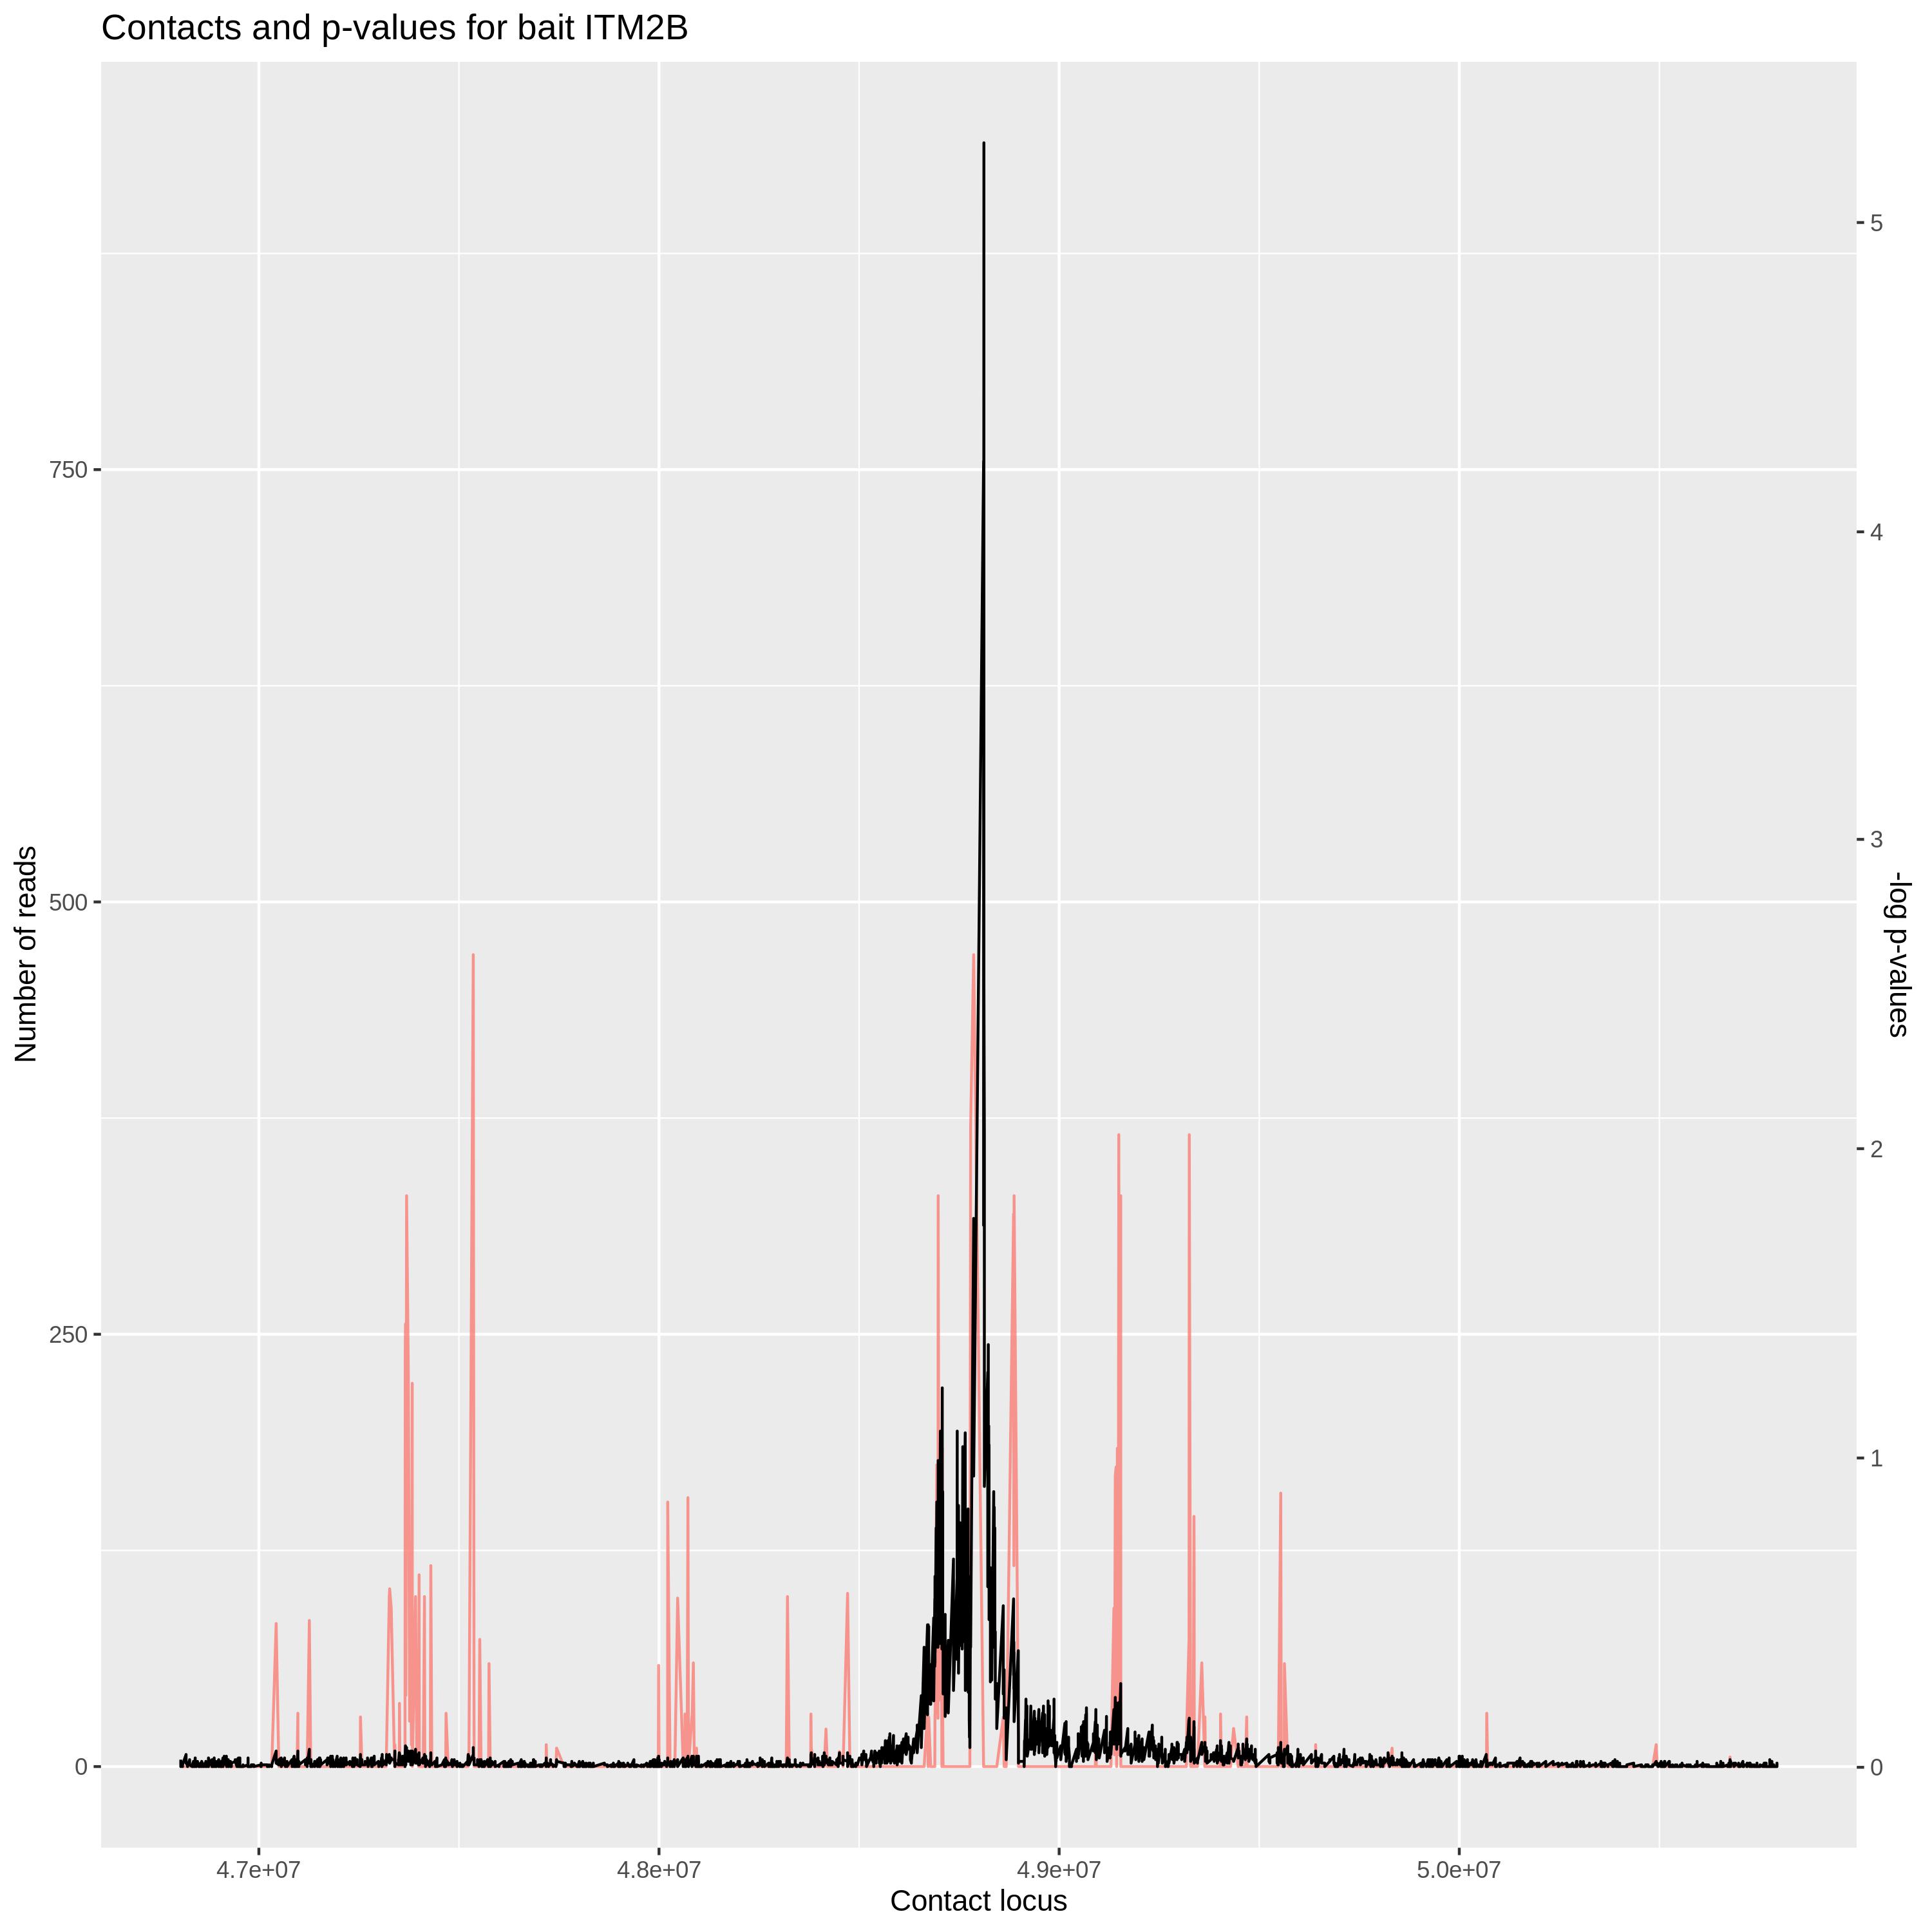 Contacts and p-values for bait ITM2B
Number of reads
750
500
250
0
5
4
3
2
1
0
-log p-values
4.7e+07
4.8e+07
4.9e+07
5.0e+07
Contact locus